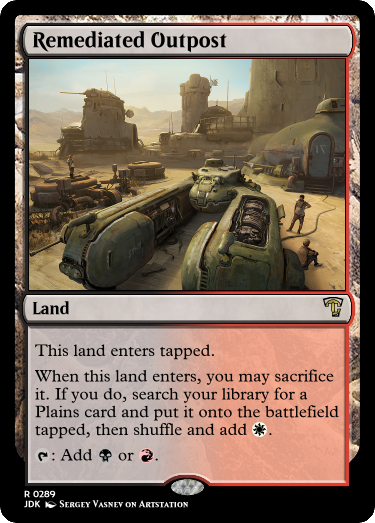 Remediated Outpost
Land
This land enters tapped.
When this land enters, you may sacrifice
it. If you do, search your library for a
Plains card and put it onto the battlefield
tapped, then shuffle and add .
: Add or .
R 0289
JDK Sergey Vasnev on Artstation